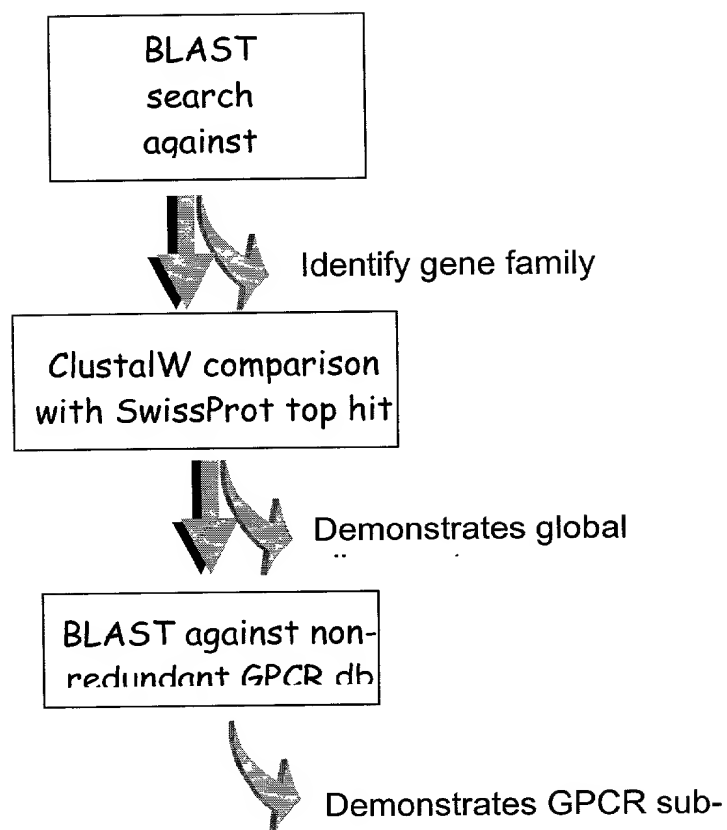 BLAST
search
against
Identify gene family
ClustalW comparison
with SwissProt top hit
Demonstrates global
BLAST against non-
redundant GPCR db
Demonstrates GPCR sub-